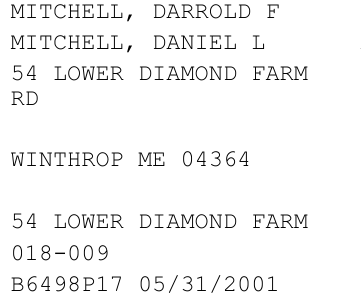 MITCHELL, DARROLD F
MITCHELL, DANIEL L
54 LOWER DIAMOND FARM
RD
WINTHROP ME 04364
54 LOWER DIAMOND FARM
018-009
B6498P17 05/31/2001